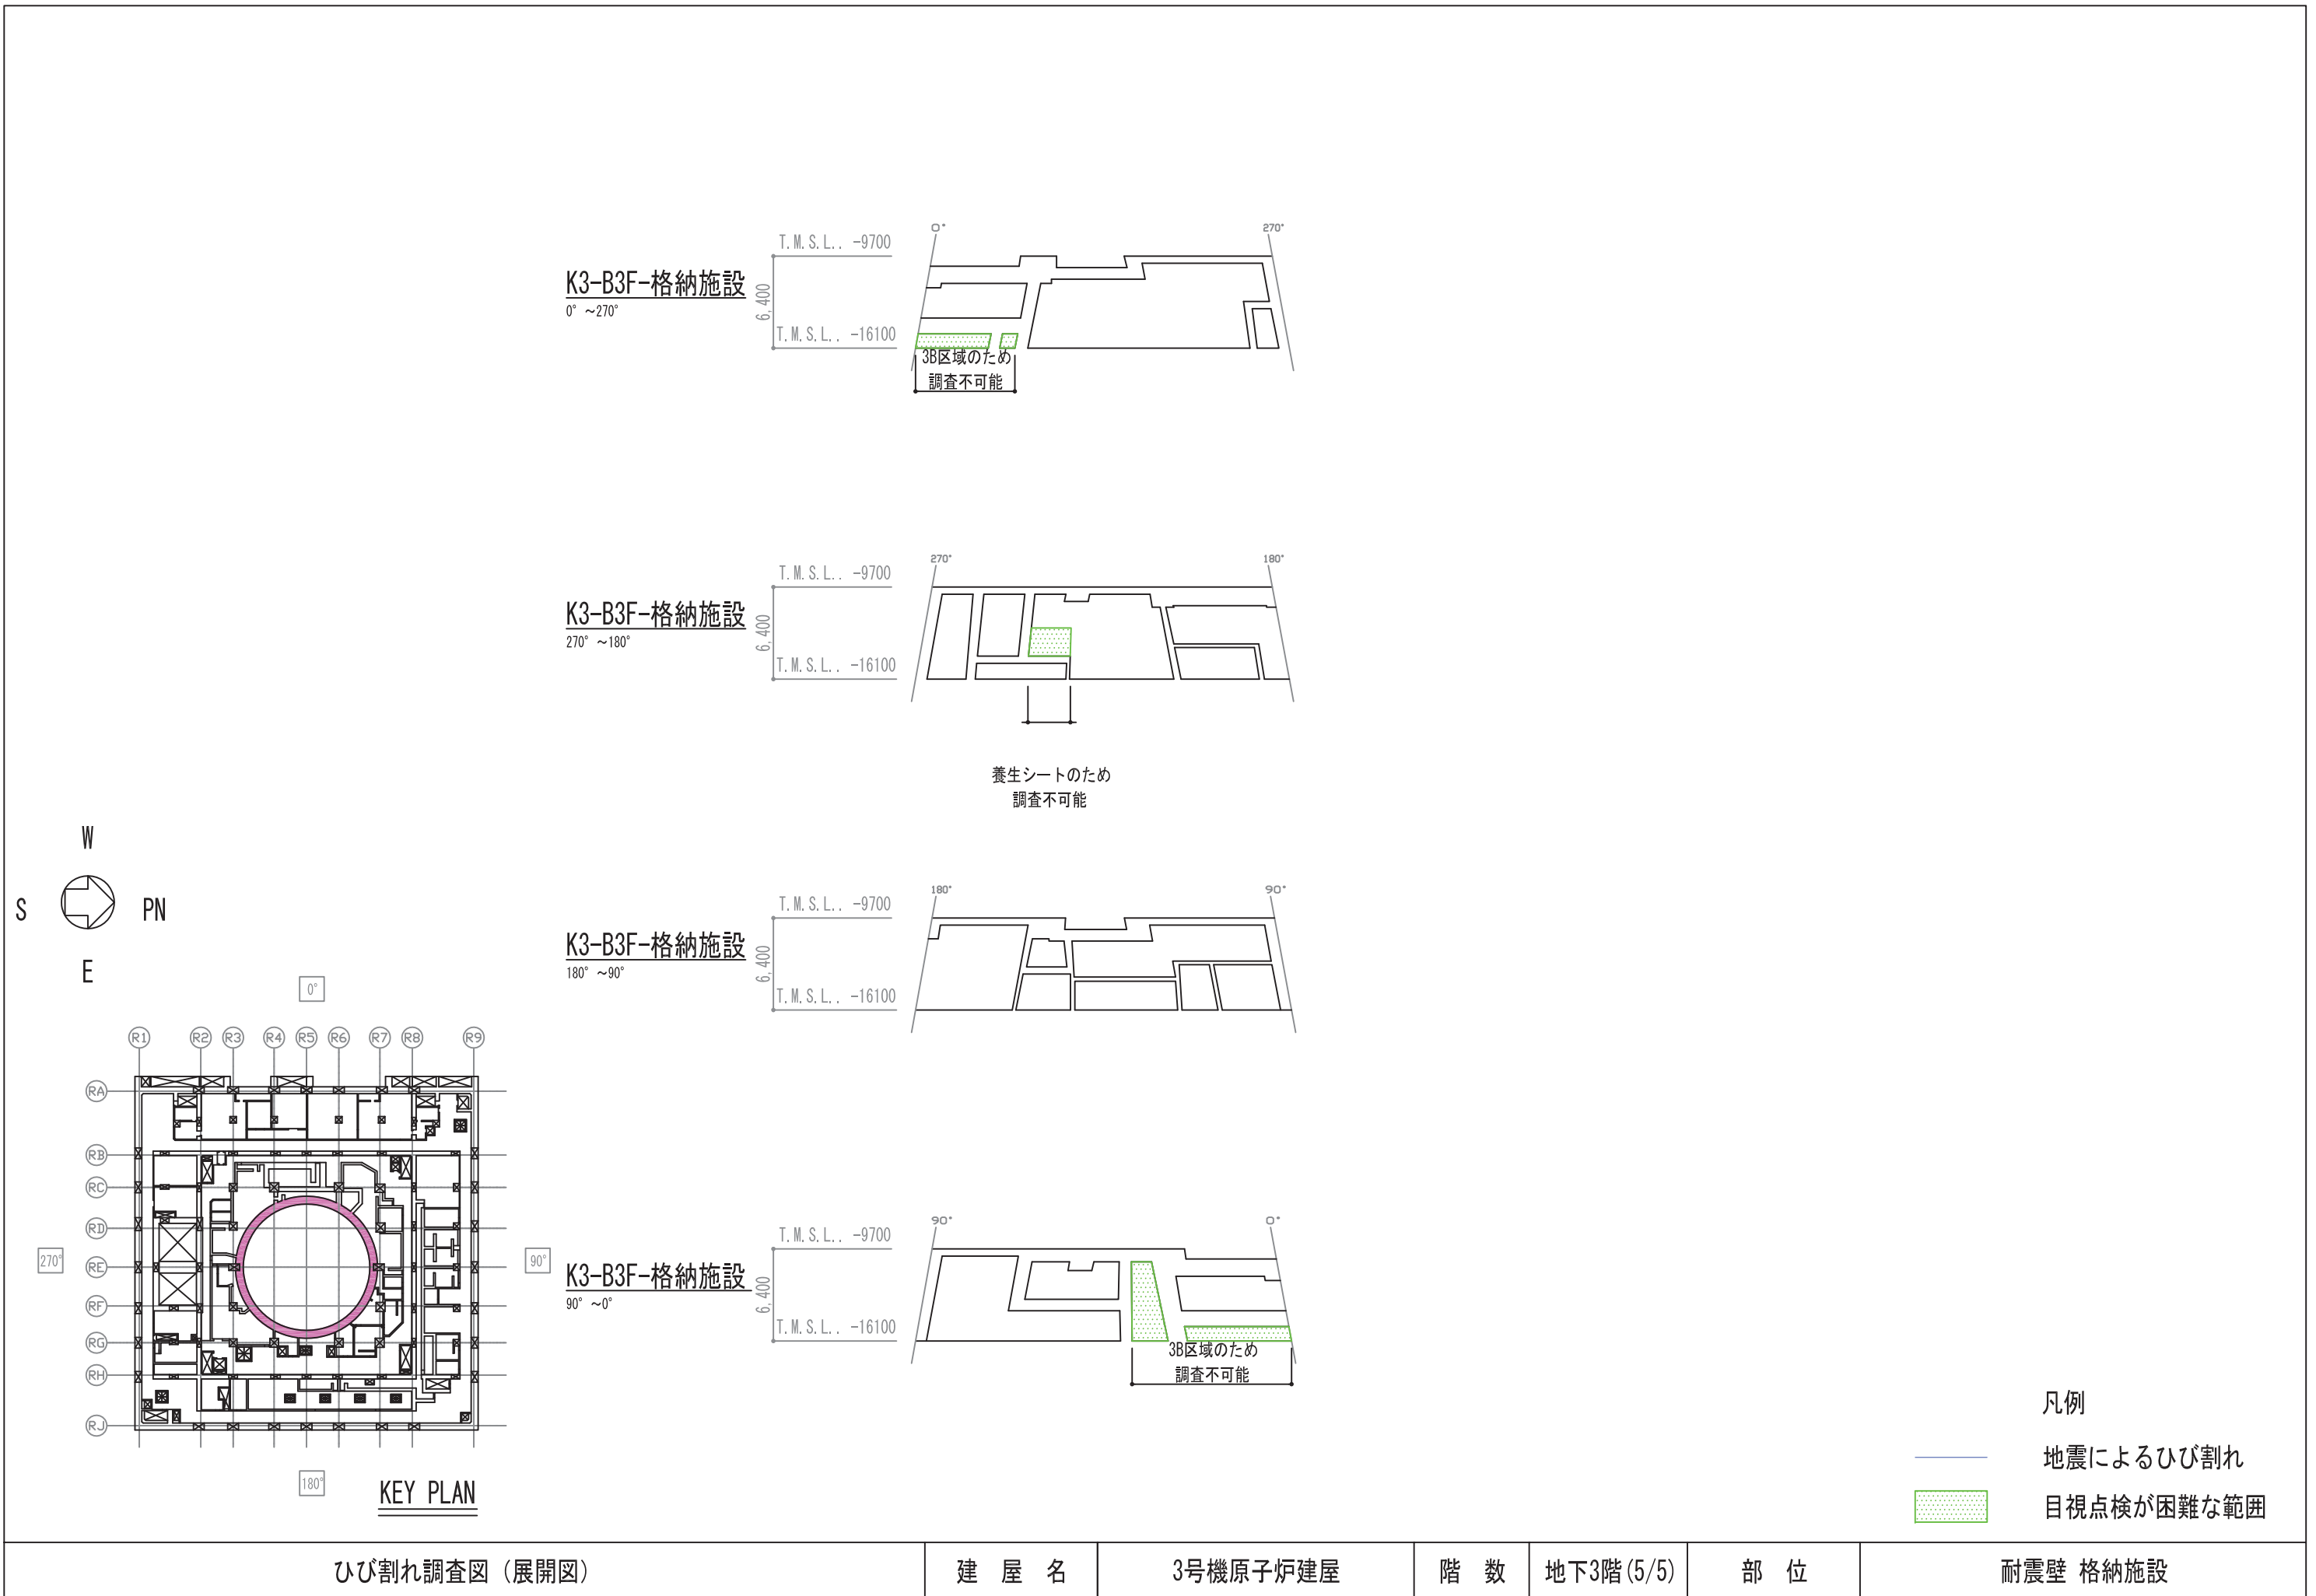 0°
270°
T.M.S.L.. -9700
K3-B3F-格納施設
0° ~270°
6,400
T.M.S.L.. -16100
3B区域のため
調査不可能
270°
180°
T.M.S.L.. -9700
K3-B3F-格納施設
270° ~180°
6,400
T.M.S.L.. -16100
養生シートのため
調査不可能
180°
90°
T.M.S.L.. -9700
K3-B3F-格納施設
180° ~90°
6,400
T.M.S.L.. -16100
90°
0°
T.M.S.L.. -9700
K3-B3F-格納施設
90° ~0°
6,400
T.M.S.L.. -16100
3B区域のため
調査不可能
W
S
PN
E
0°
R1 R2 R3 R4 R5 R6 R7 R8 R9
RA
RB
RC
RD
270°
RE
90°
RF
RG
RH
RJ
180°
KEY PLAN
凡例
地震によるひび割れ
目視点検が困難な範囲
ひび割れ調査図（展開図） 建 屋 名 3号機原子炉建屋 階 数 地下3階(5/5) 部 位 耐震壁 格納施設